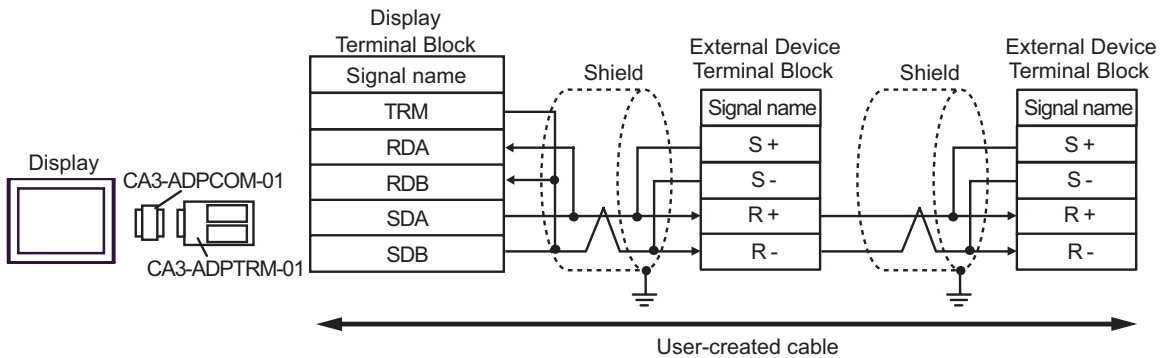 Display
Terminal Block
Signal name
TRM
RDA
RDB
SDA
SDB
Shield
External Device
Terminal Block
Signal name
S +
S -
R +
R -
Shield
External Device
Terminal Block
Signal name
S +
S -
R +
R -
Display
CA3-ADPCOM-01
CA3-ADPTRM-01
User-created cable